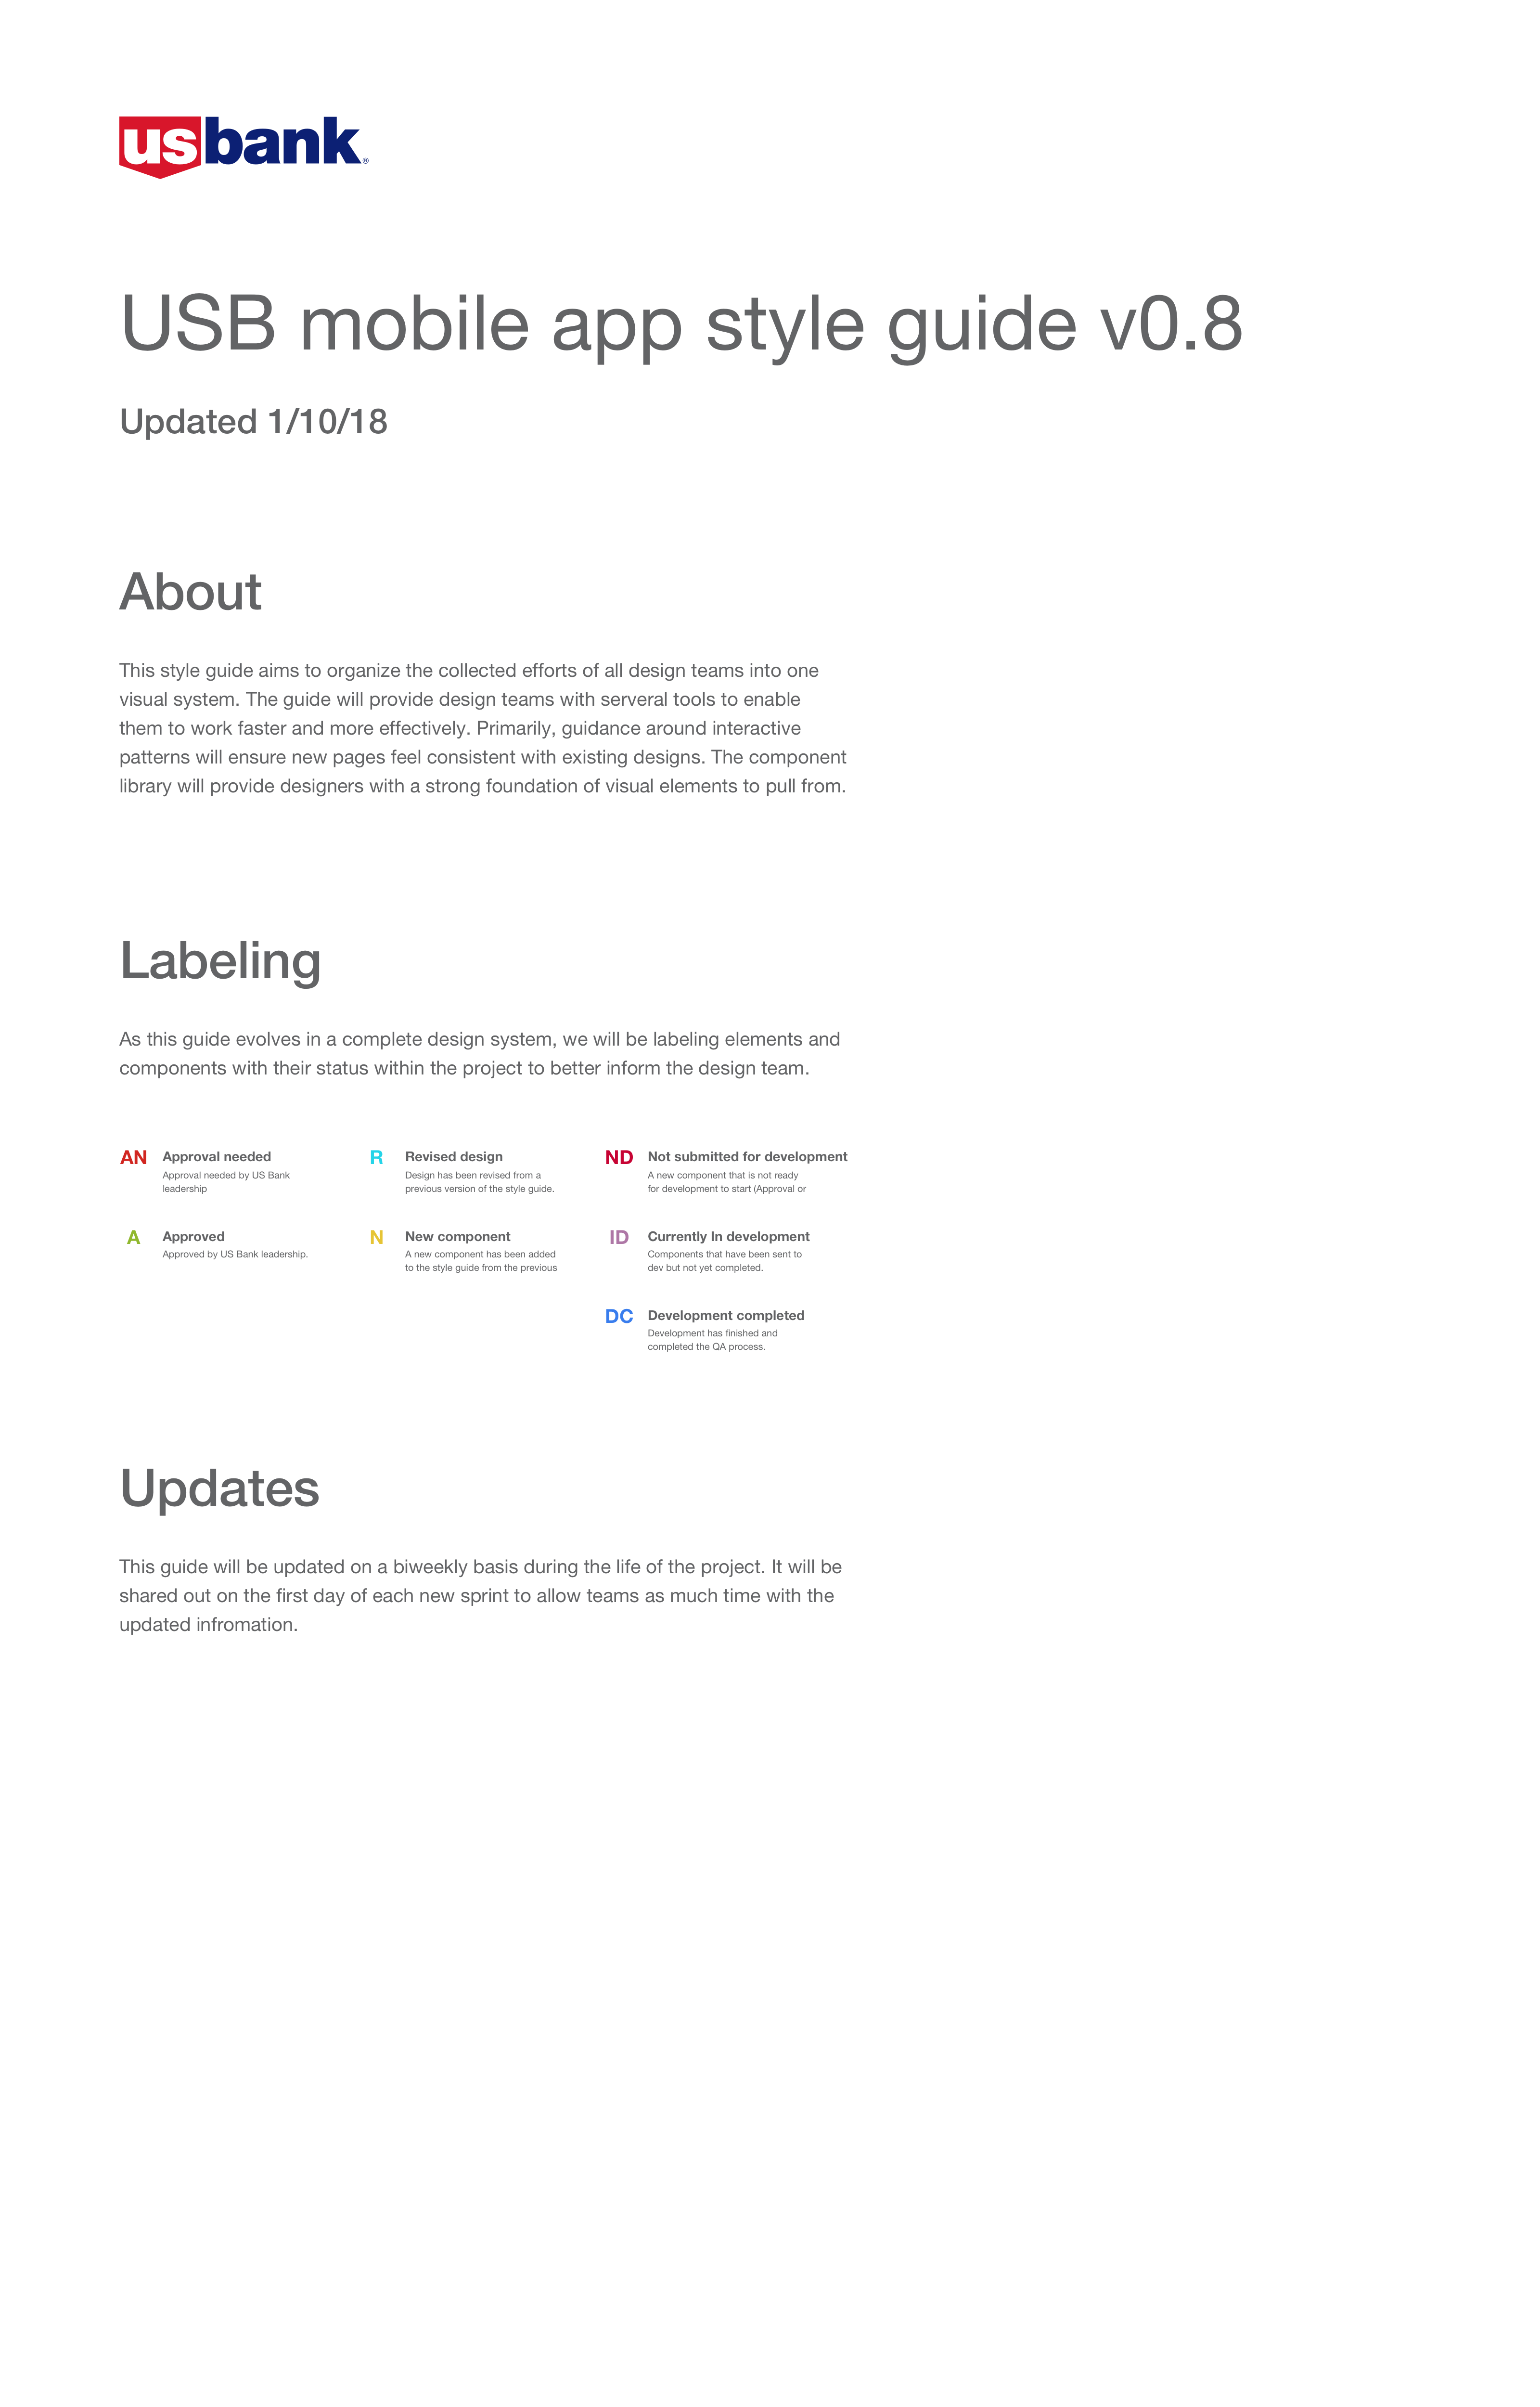 usbank®
USB mobile app style guide v0.8
Updated 1/10/18
About
This style guide aims to organize the collected efforts of all design teams into one
visual system. The guide will provide design teams with serveral tools to enable
them to work faster and more effectively. Primarily, guidance around interactive
patterns will ensure new pages feel consistent with existing designs. The component
library will provide designers with a strong foundation of visual elements to pull from.
Labeling
As this guide evolves in a complete design system, we will be labeling elements and
components with their status within the project to better inform the design team.
AN Approval needed
Approval needed by US Bank
leadership
A Approved
Approved by US Bank leadership.
R Revised design
Design has been revised from a
previous version of the style guide.
N New component
A new component has been added
to the style guide from the previous
ND Not submitted for development
A new component that is not ready
for development to start (Approval or
ID Currently In development
Components that have been sent to
dev but not yet completed.
DC Development completed
Development has finished and
completed the QA process.
Updates
This guide will be updated on a biweekly basis during the life of the project. It will be
shared out on the first day of each new sprint to allow teams as much time with the
updated infromation.